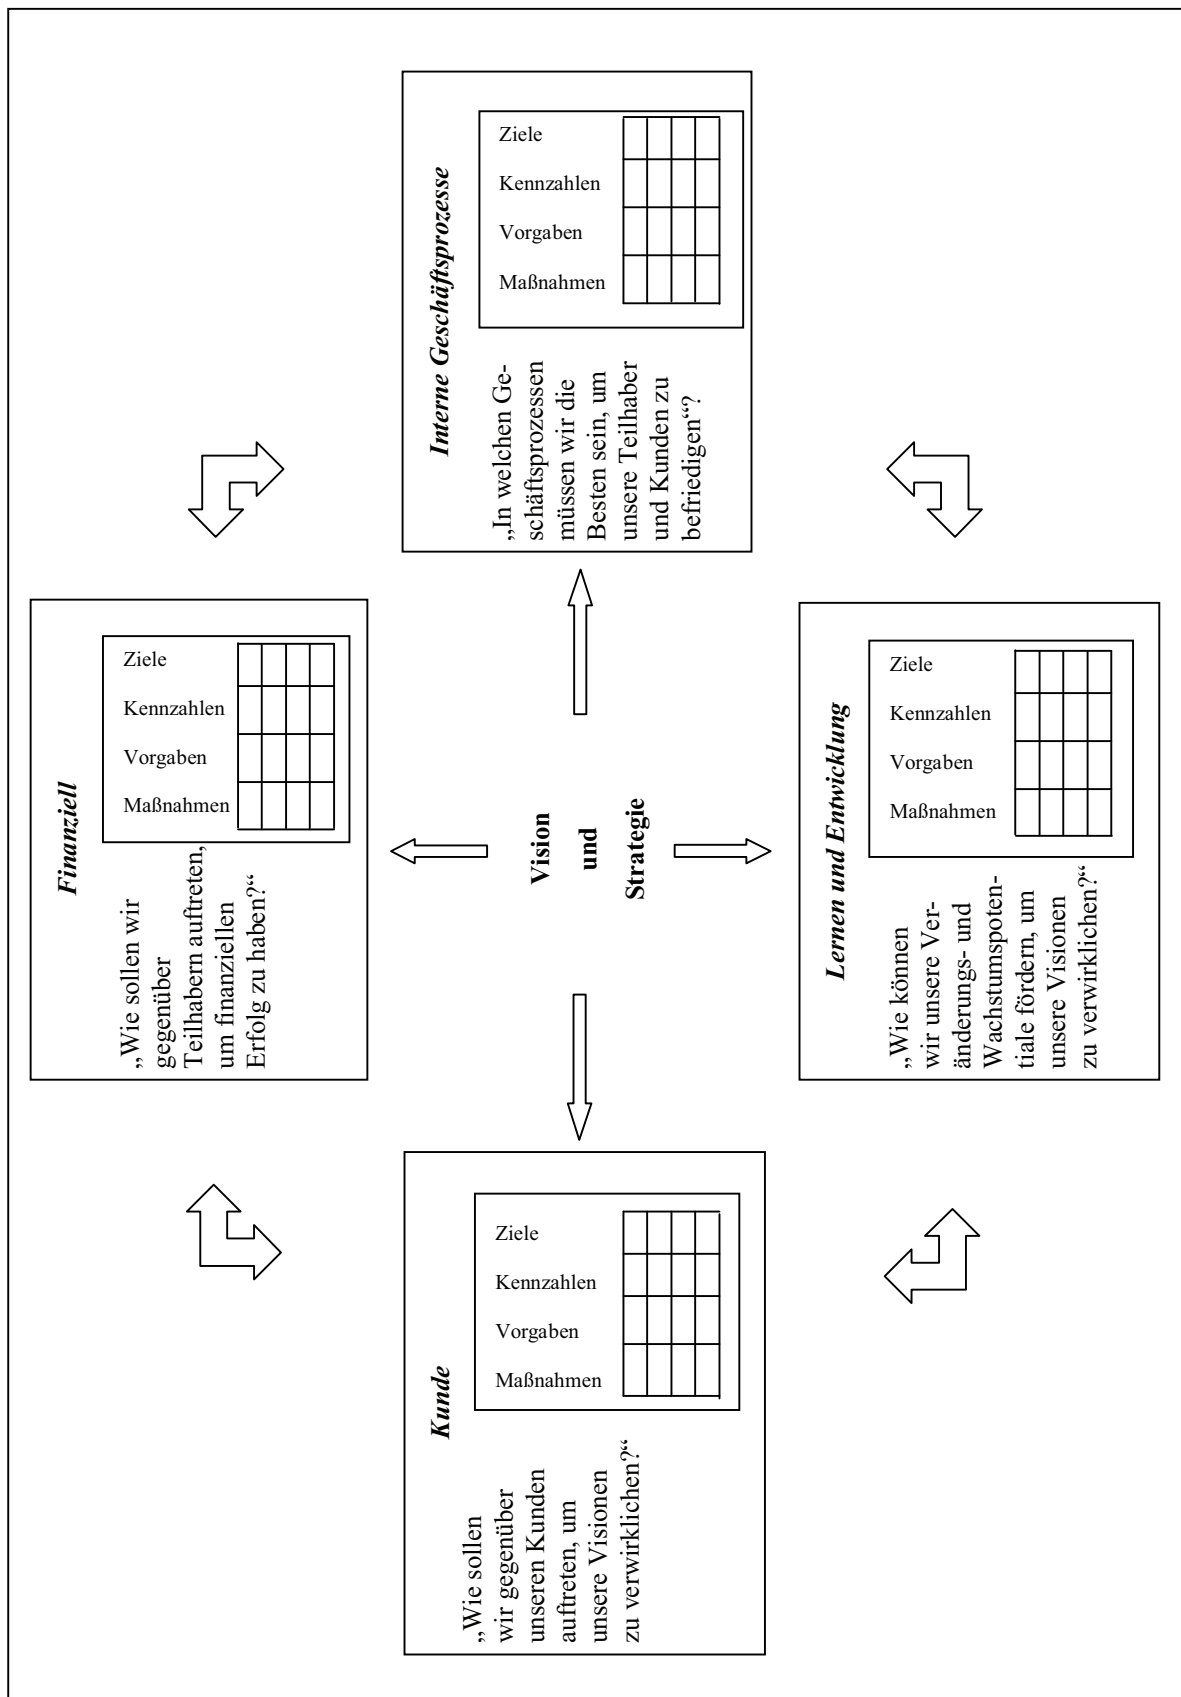 Finanziell
„Wie sollen wir
gegenüber
Teilhabern auftreten,
um finanziellen
Erfolg zu haben?“
Ziele
Kennzahlen
Vorgaben
Maßnahmen
Kunde
„Wie sollen
wir gegenüber
unseren Kunden
auftreten, um
unsere Visionen
zu verwirklichen?“
Ziele
Kennzahlen
Vorgaben
Maßnahmen
Vision
und
Strategie
Interne Geschäftsprozesse
„In welchen Ge-
schäftsprozessen
müssen wir die
Besten sein, um
unsere Teilhaber
und Kunden zu
befriedigen“?
Ziele
Kennzahlen
Vorgaben
Maßnahmen
Lernen und Entwicklung
„Wie können
wir unsere Ver-
änderungs- und
Wachstumspoten-
tiale fördern, um
unsere Visionen
zu verwirklichen?“
Ziele
Kennzahlen
Vorgaben
Maßnahmen